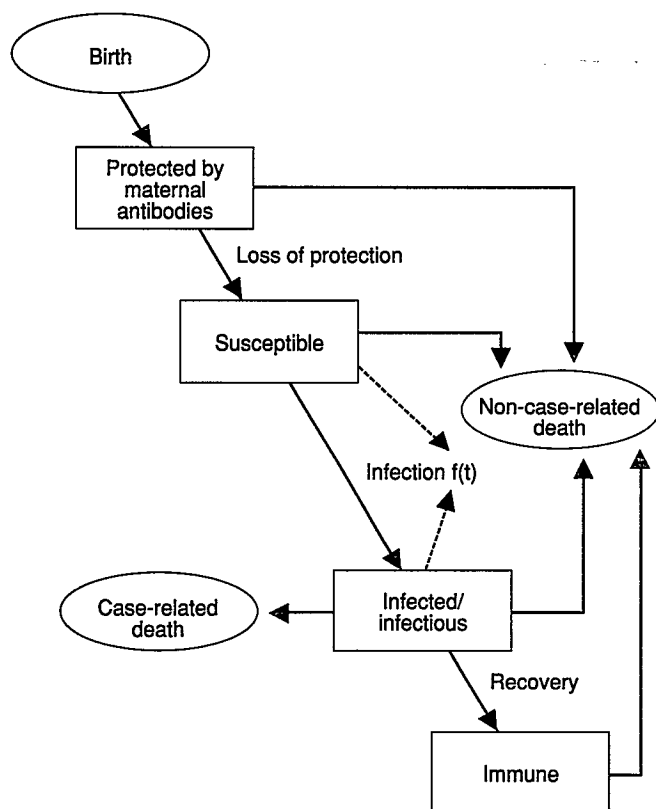 Birth
Protected by
maternal
antibodies
Loss of protection
Susceptible
Non-case-related
death
Infection f(t)
Case-related
death
Infected/
infectious
Recovery
Immune